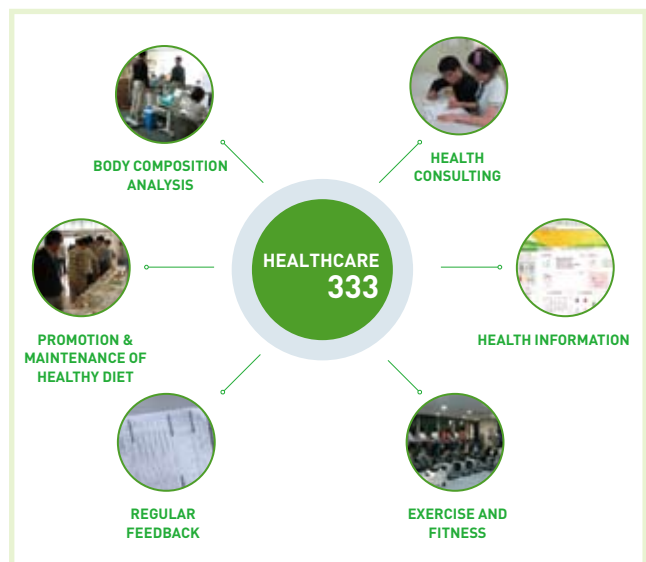 BODY COMPOSITION
ANALYSIS
HEALTH
CONSULTING
HEALTHCARE
333
PROMOTION &
MAINTENANCE OF
HEALTHY DIET
HEALTH INFORMATION
REGULAR
FEEDBACK
EXERCISE AND
FITNESS